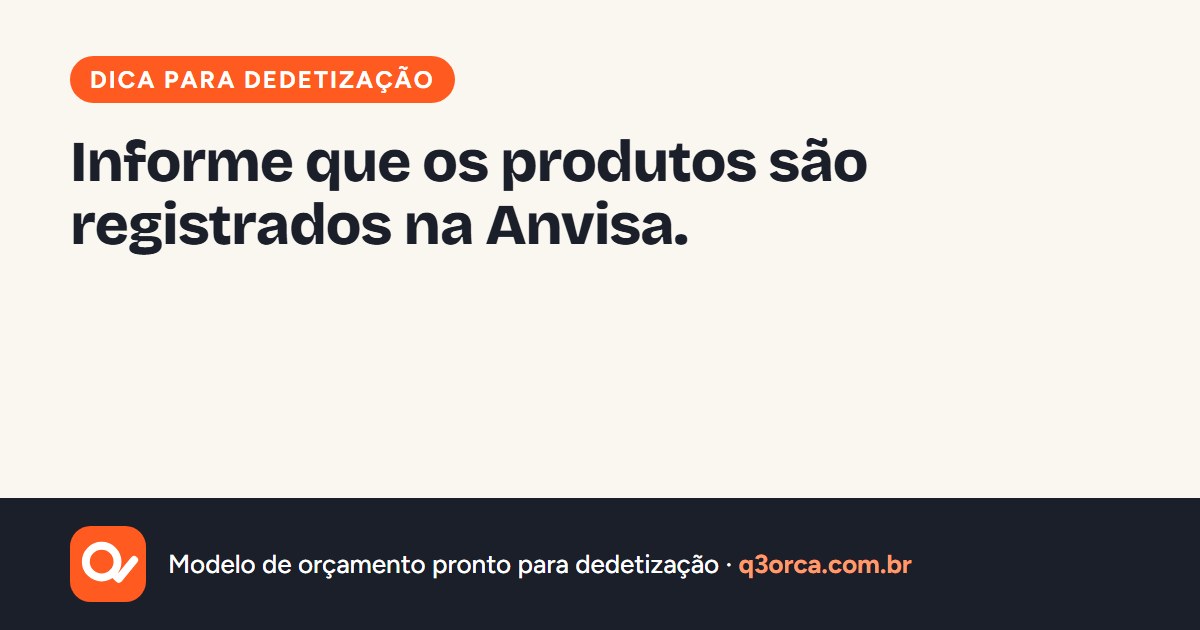 DICA PARA DEDETIZAÇÃO
Informe que os produtos são
registrados na Anvisa.
Modelo de orçamento pronto para dedetização · q3orca.com.br